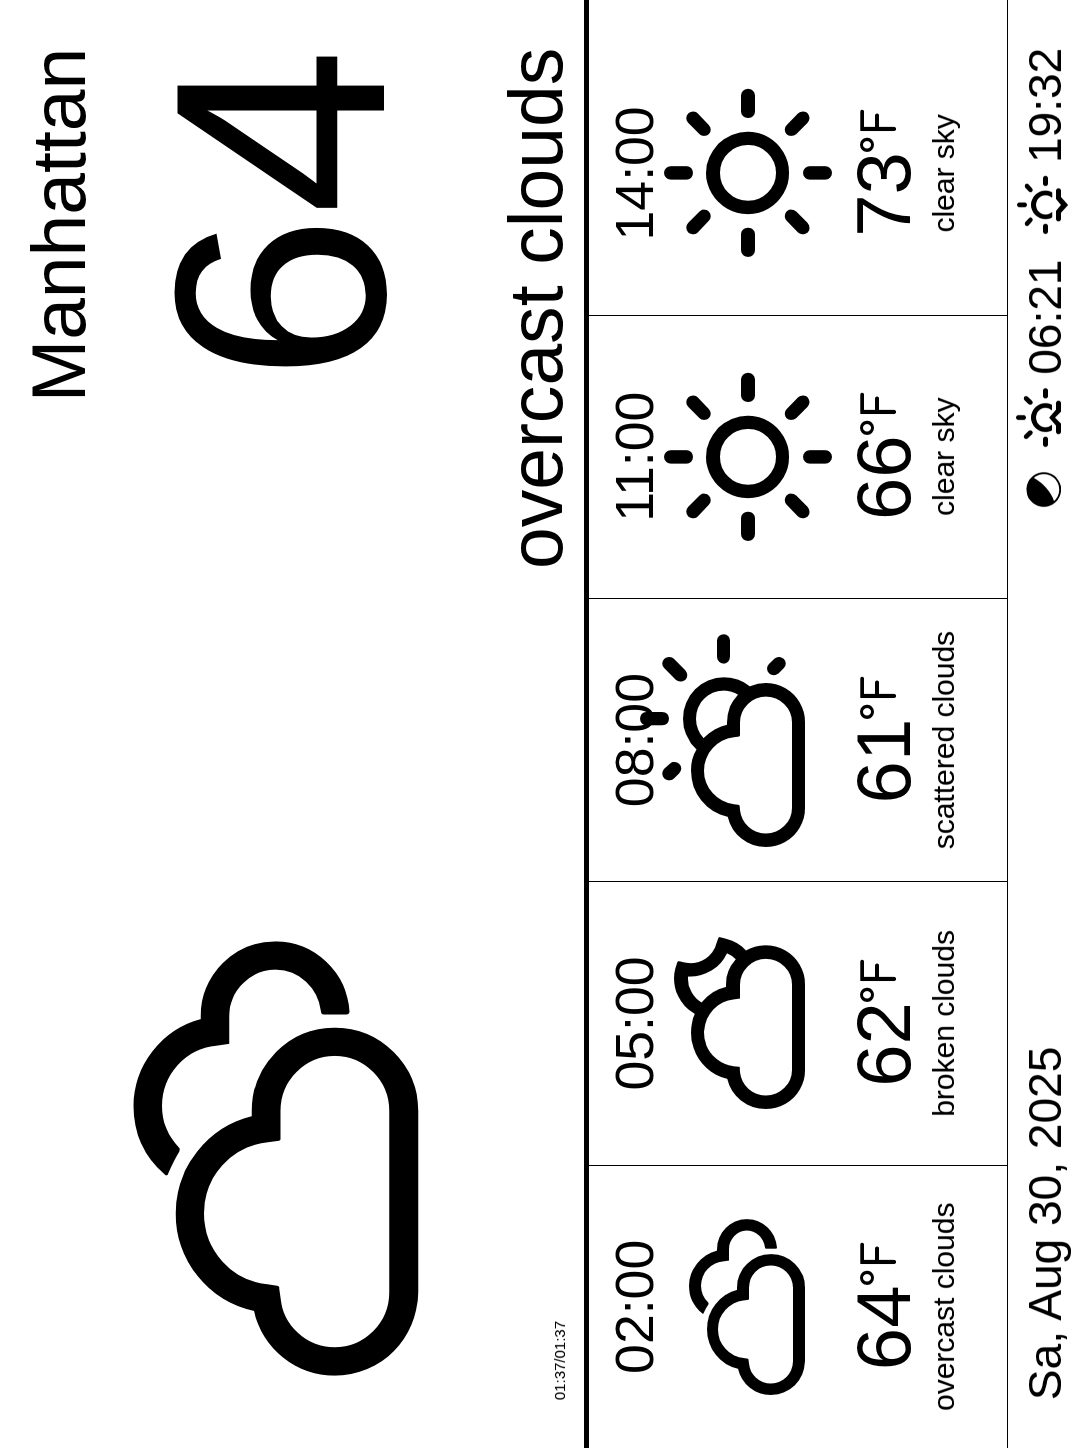 Manhattan
64
overcast clouds
01:37/01:37
02:00
05:00
08:00
11:00
14:00
64°F
62°F
61°F
66°F
73°F
overcast clouds
broken clouds
scattered clouds
clear sky
clear sky
Sa, Aug 30, 2025
06:21
19:32